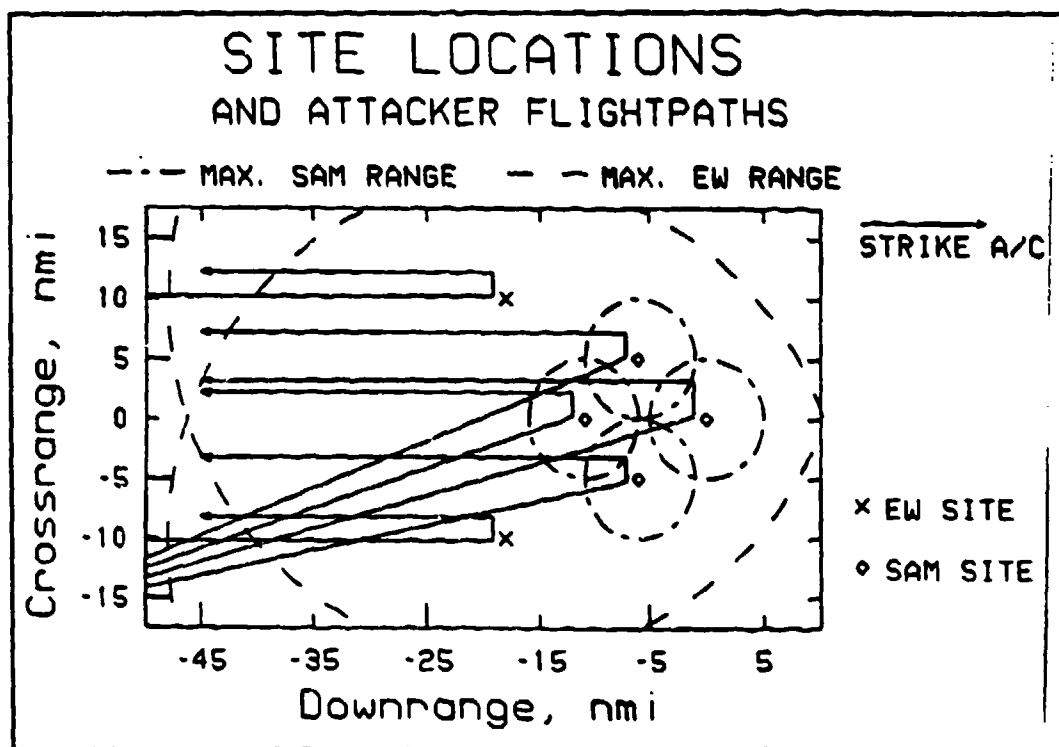 SITE LOCATIONS
AND ATTACKER FLIGHTPATHS
MAX. SAM RANGE MAX. EW RANGE
STRIKE A/C
Crossrange, nmi
15
10
5
0
-5
-10
-15
× EW SITE
◇ SAM SITE
-45 -35 -25 -15 -5 5
Downrange, nmi